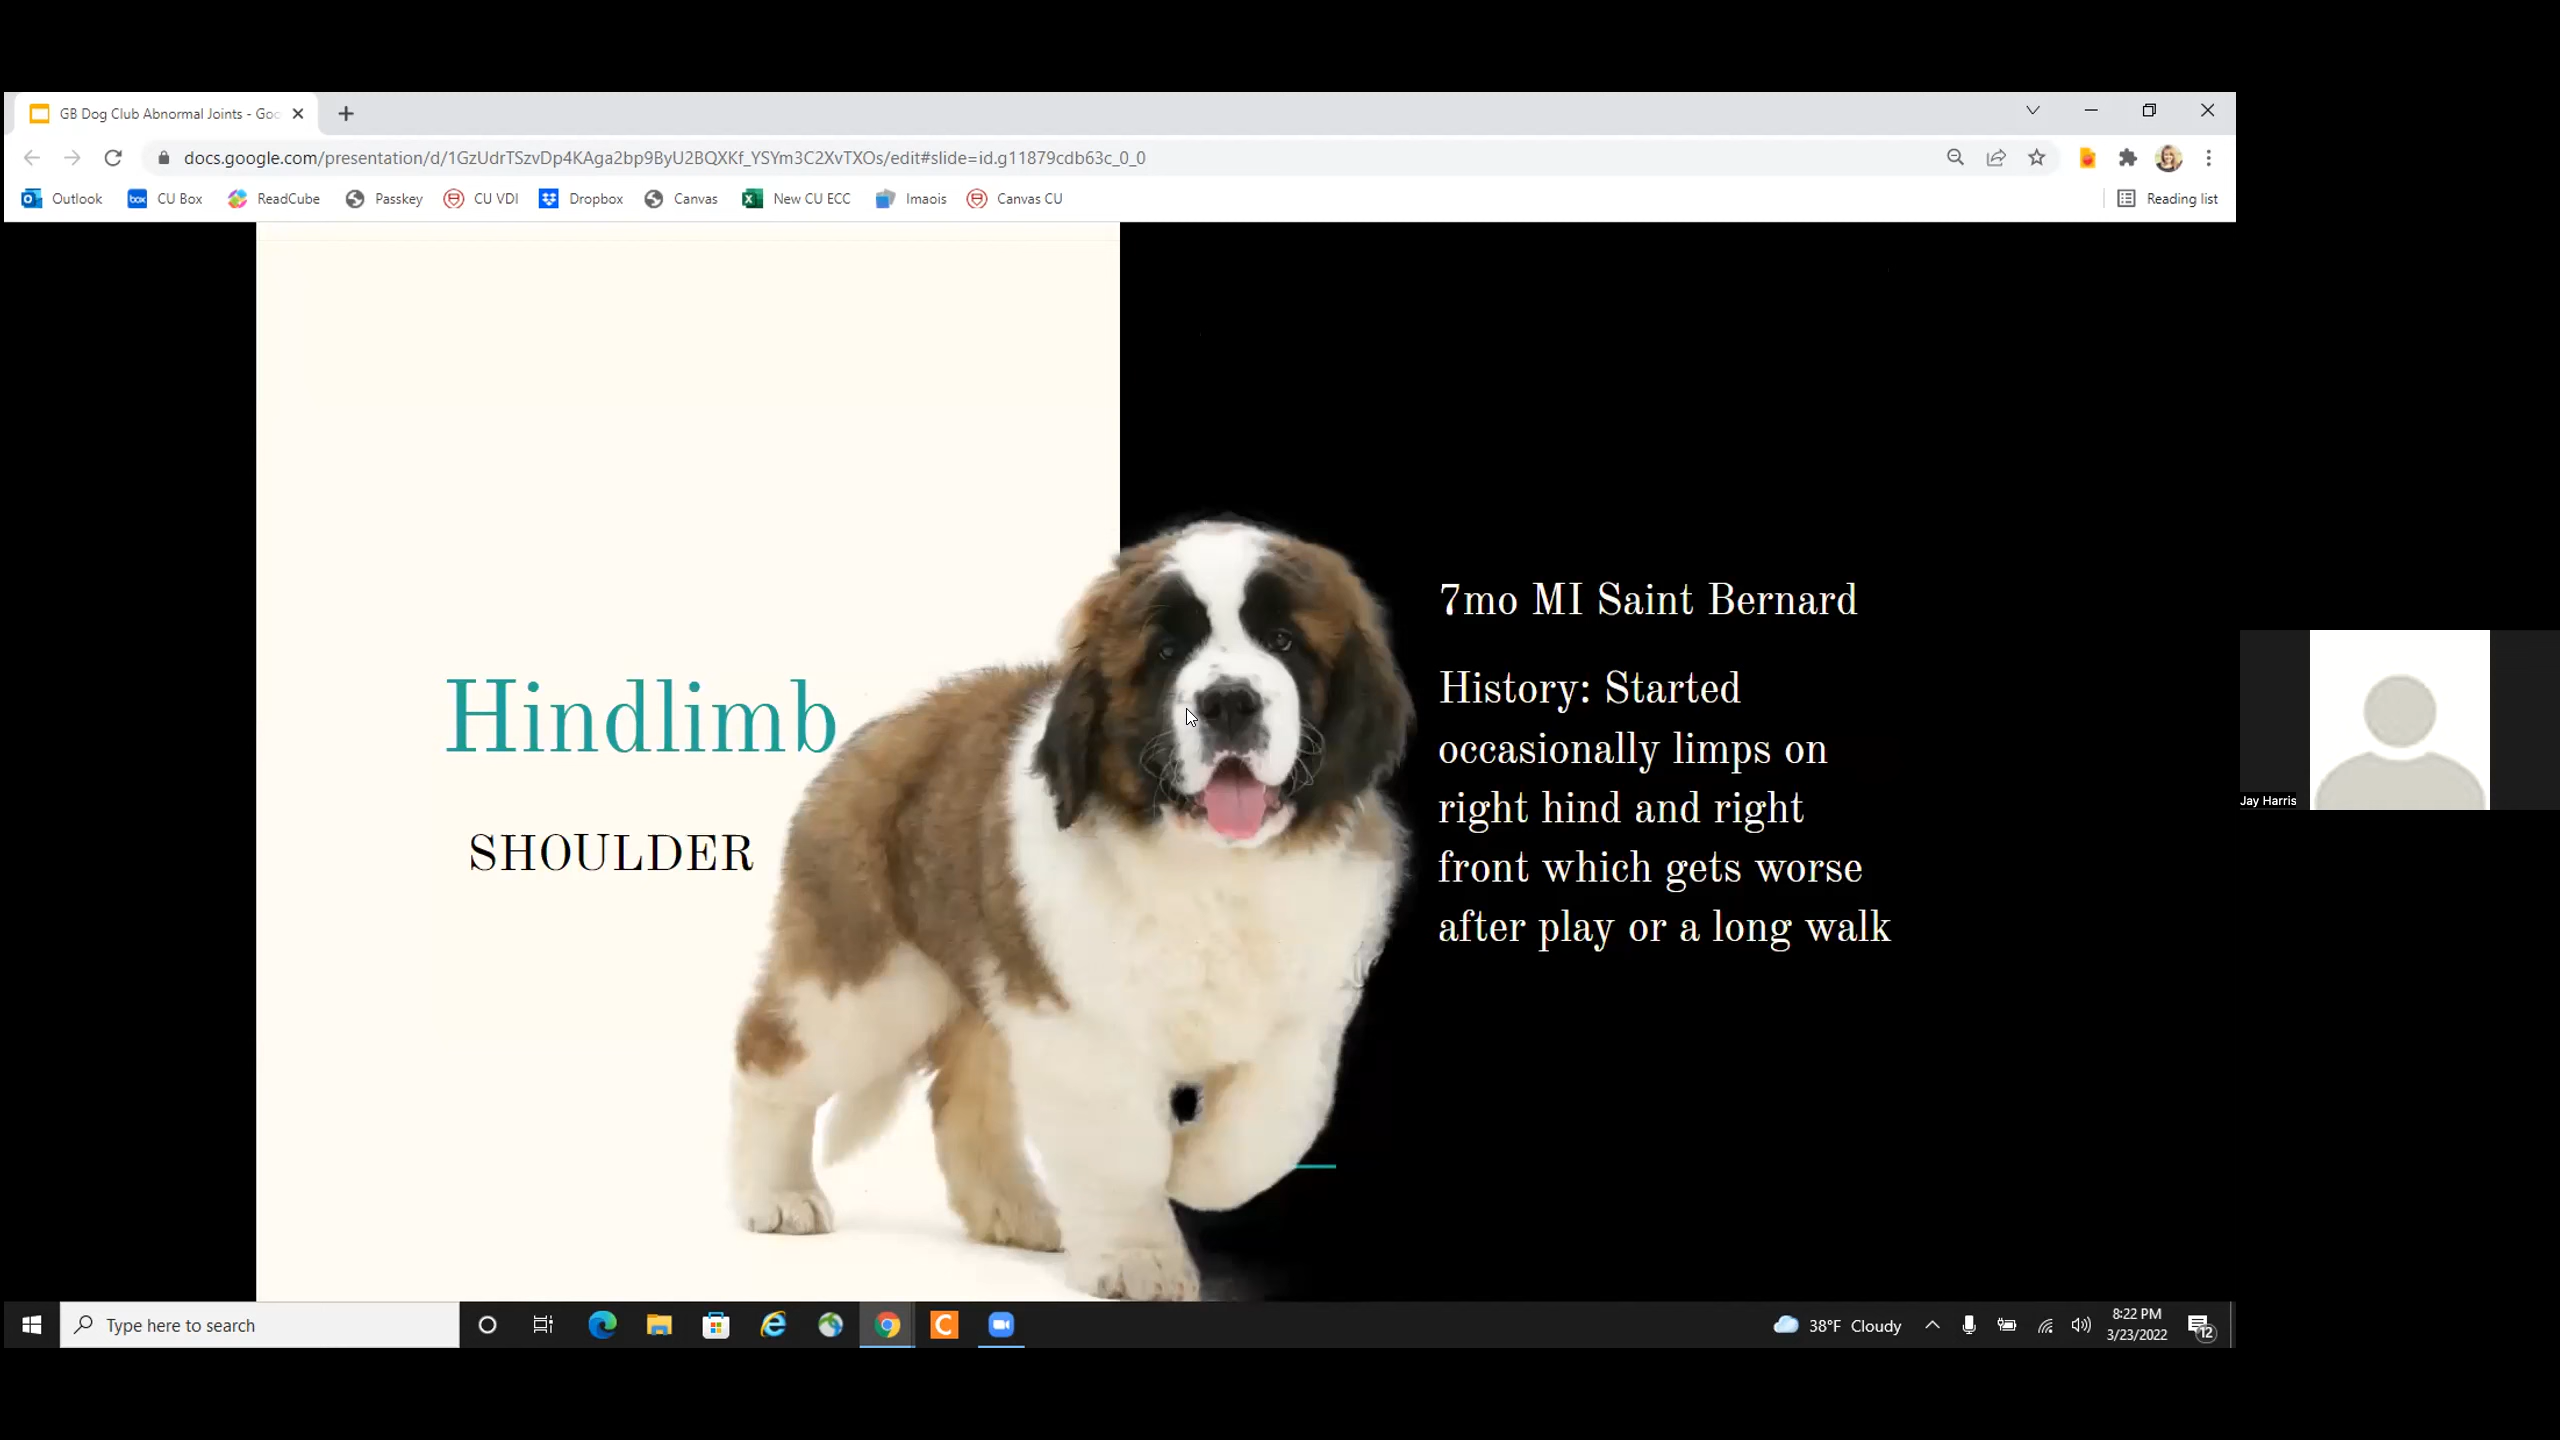 GB Dog Club Abnormal Joints - Goo
docs.google.com/presentation/d/1GzUdrTSzvDp4KAga2bp9ByU2BQXKf_YSYm3C2XvTXOs/edit#slide=id.g11879cdb63c_0_0
Outlook CU Box ReadCube Passkey CU VDI Dropbox Canvas New CU ECC Imaois Canvas CU Reading list
Hindlimb
SHOULDER
7mo MI Saint Bernard
History: Started
occasionally limps on
right hind and right
front which gets worse
after play or a long walk
Jay Harris
Type here to search
38°F Cloudy
8:22 PM
3/23/2022
12